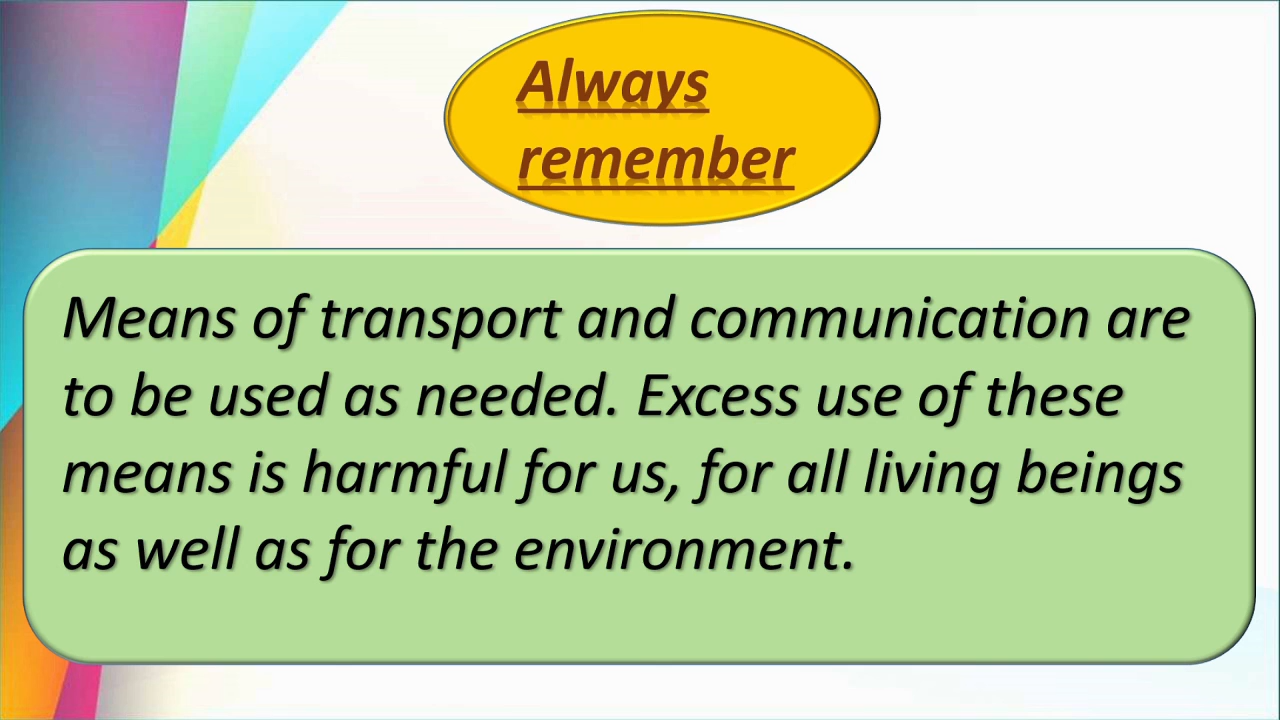 Always
remember
Means of transport and communication are
to be used as needed. Excess use of these
means is harmful for us, for all living beings
as well as for the environment.